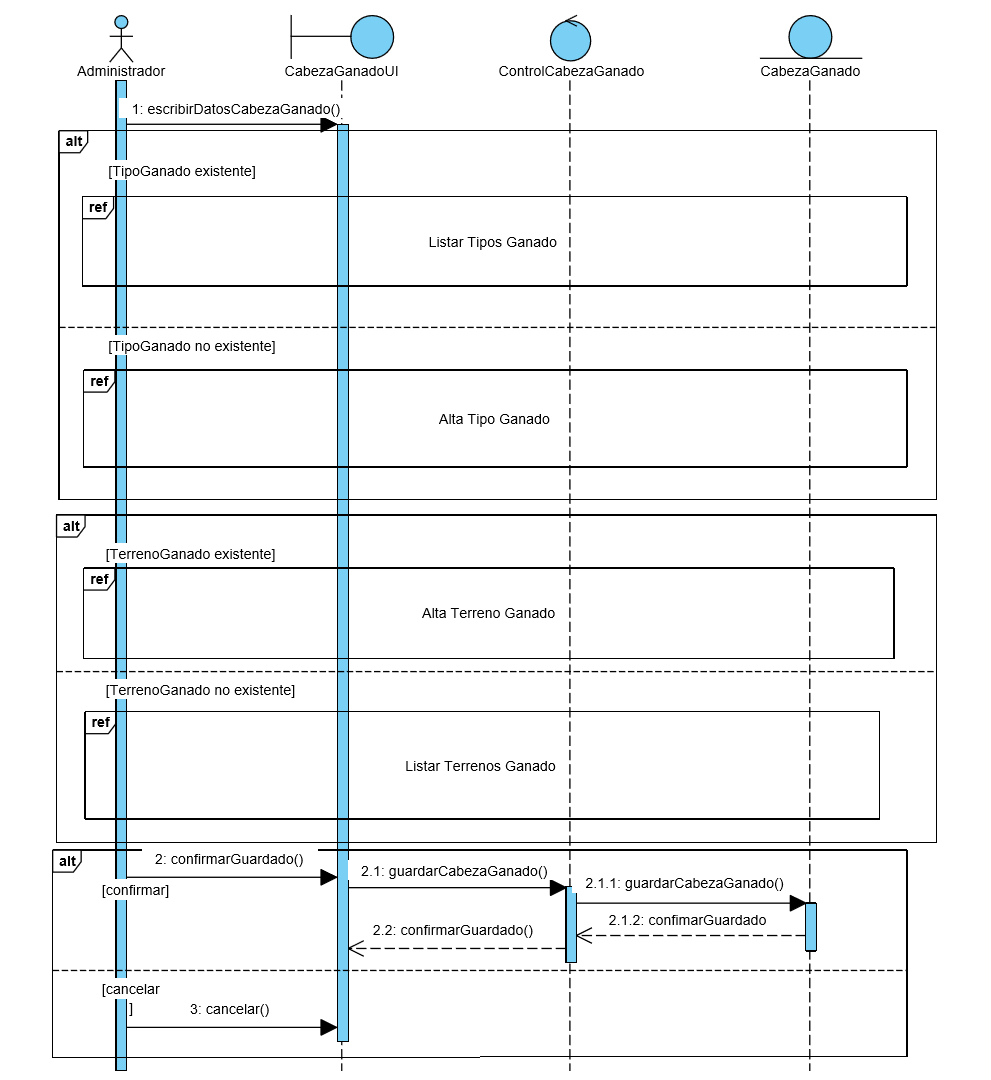 Administrador
CabezaGanadoUI
ControlCabezaGanado
CabezaGanado
1: escribirDatosCabezaGanado()
alt
[TipoGanado existente]
ref
Listar Tipos Ganado
[TipoGanado no existente]
ref
Alta Tipo Ganado
alt
[TerrenoGanado existente]
ref
Alta Terreno Ganado
[TerrenoGanado no existente]
ref
Listar Terrenos Ganado
alt
2: confirmarGuardado()
2.1: guardarCabezaGanado()
2.1.1: guardarCabezaGanado()
[confirmar]
2.1.2: confimarGuardado
2.2: confirmarGuardado()
[cancelar
]
3: cancelar()